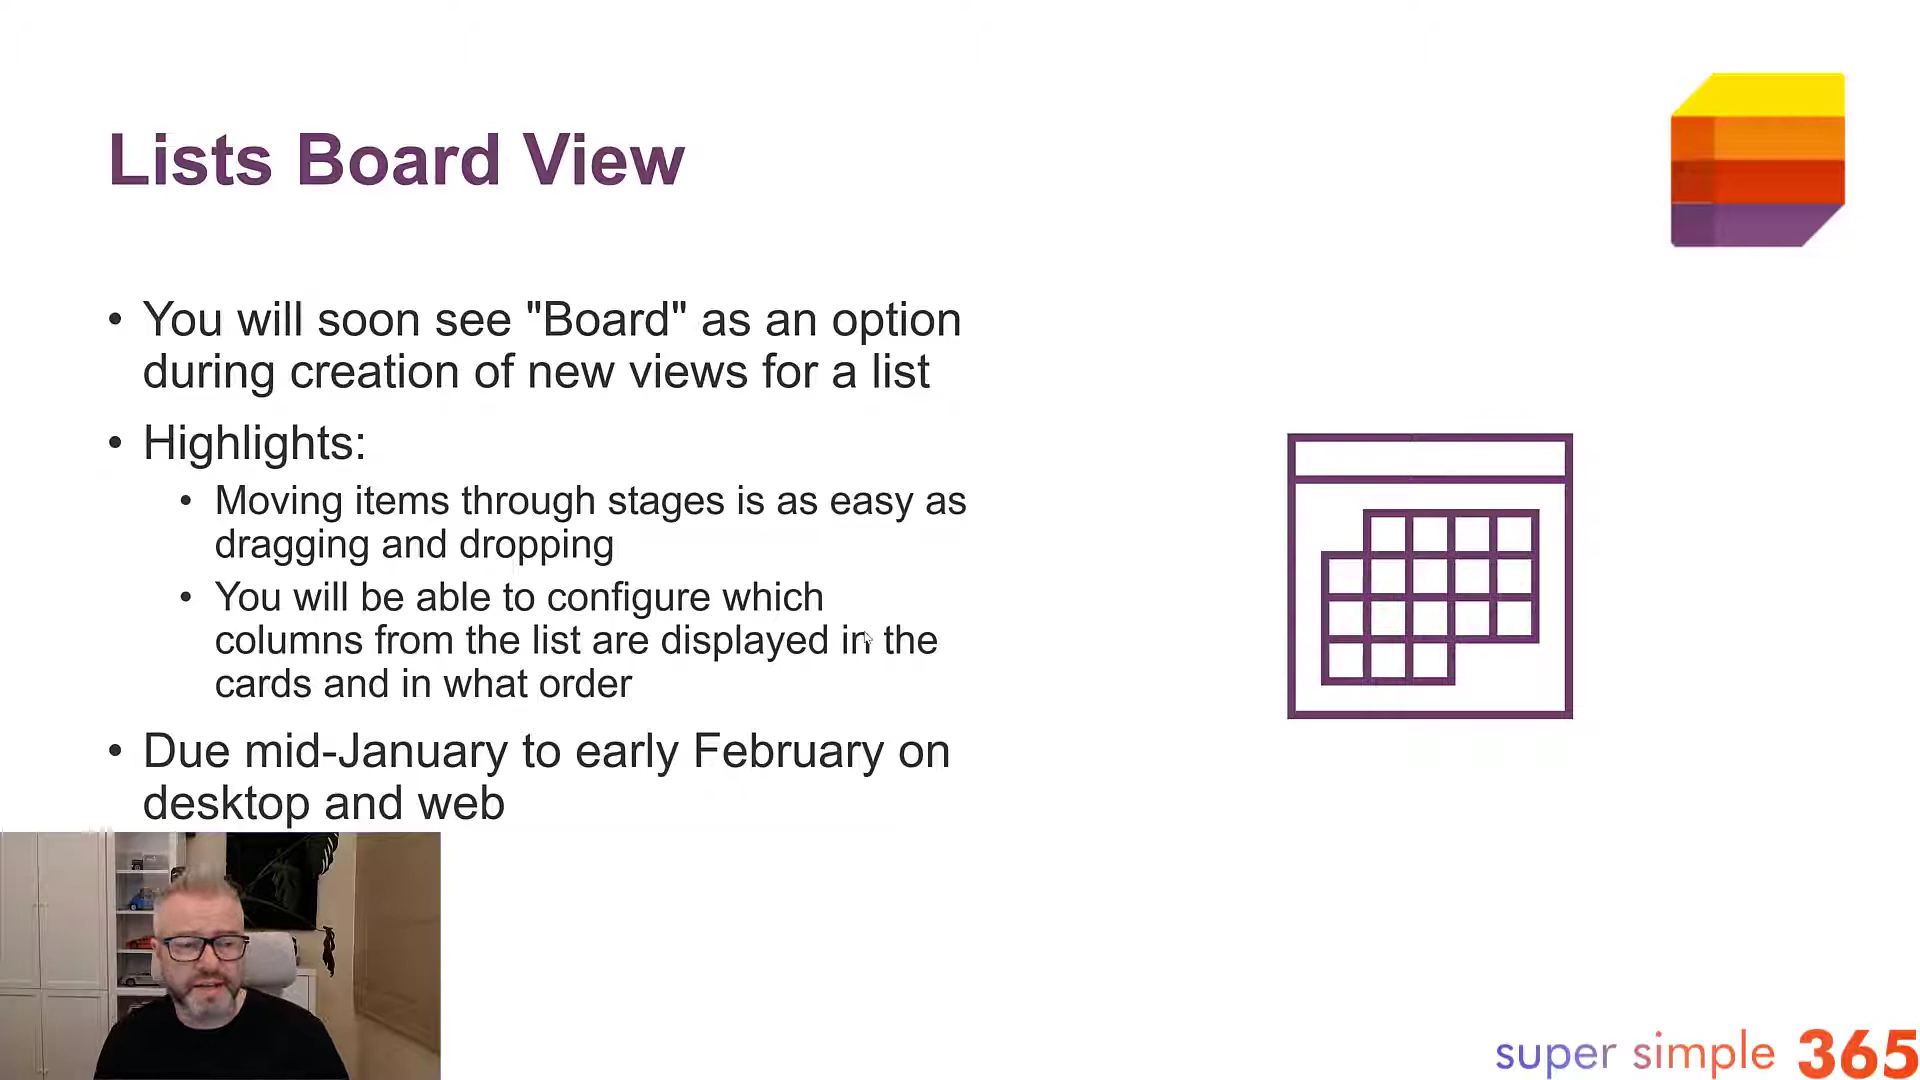 Lists Board View
• You will soon see "Board" as an option
during creation of new views for a list
• Highlights:
• Moving items through stages is as easy as
dragging and dropping
• You will be able to configure which
columns from the list are displayed in the
cards and in what order
• Due mid-January to early February on
desktop and web
super simple 365